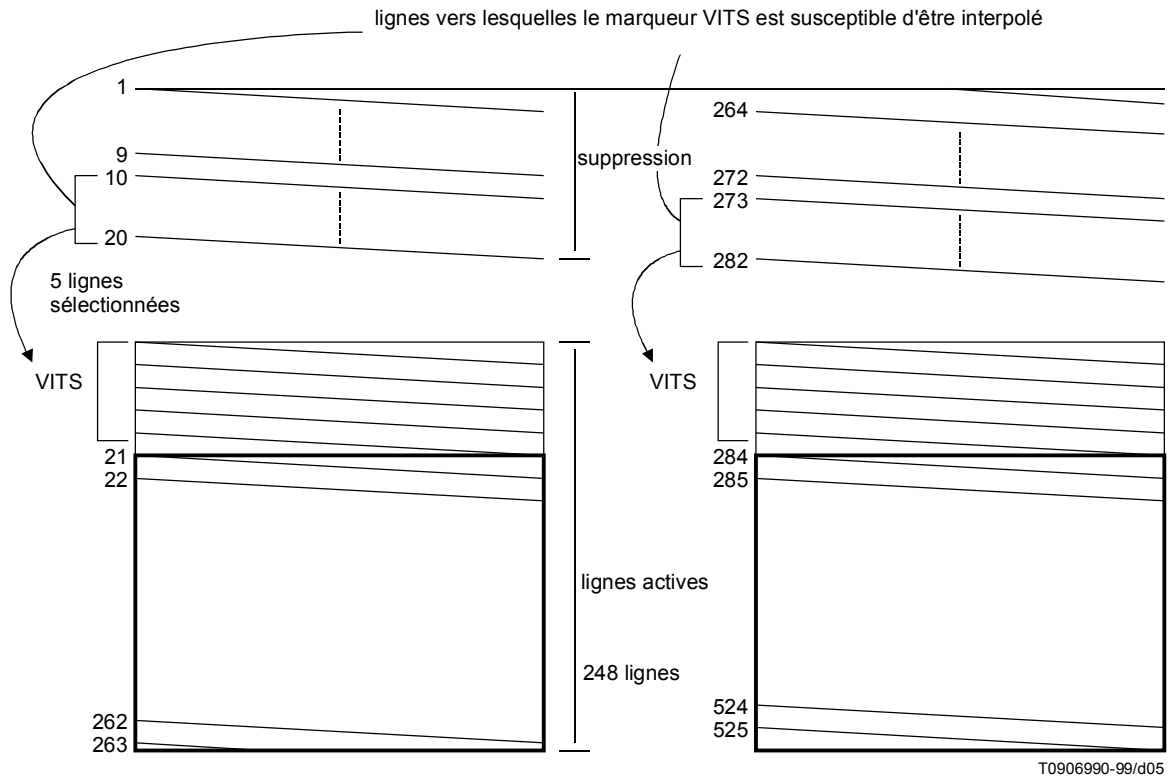 lignes vers lesquelles le marqueur VITS est susceptible d'être interpolé
1
264
9
suppression
10
272
273
20
282
5 lignes
sélectionnées
VITS
VITS
21
284
22
285
lignes actives
248 lignes
262
524
263
525
T0906990-99/d05